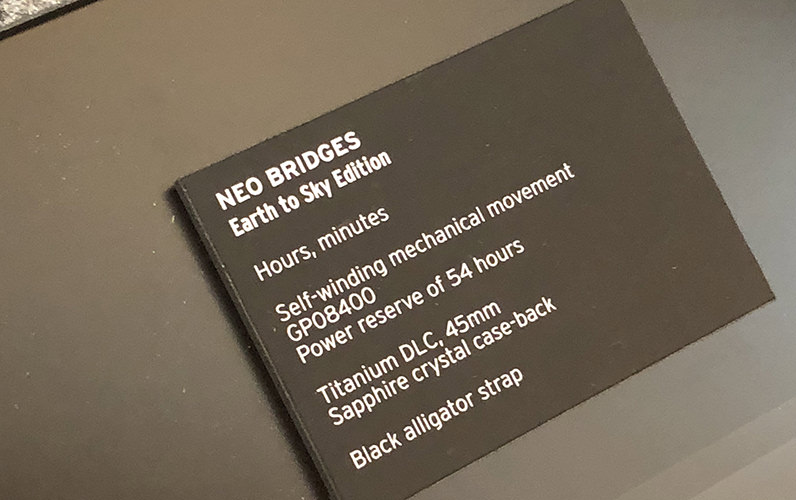 NEO BRIDGES
Earth to Sky Edition
Hours, minutes
Self-winding mechanical movement
GP08400
Power reserve of 54 hours
Titanium DLC, 45mm
Sapphire crystal case-back
Black alligator strap